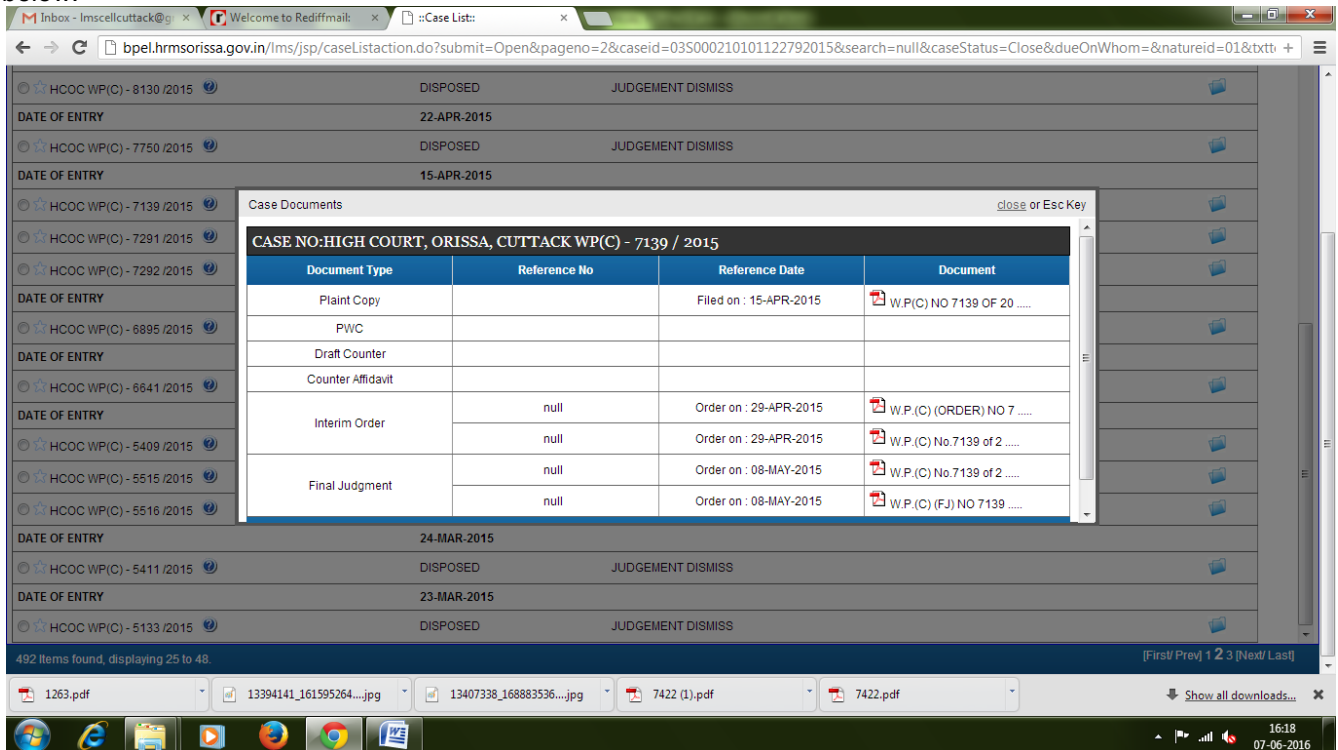 below:
Inbox - lmscellcuttack@g
Welcome to Rediffmail:
::Case List::
bpel.hrmsorissa.gov.in/lms/jsp/caseListaction.do?submit=Open&pageno=2&caseid=03S000210101122792015&search=null&caseStatus=Close&dueOnWhom=&natureid=01&txtt
HCOC WP(C) - 8130 /2015 DISPOSED JUDGEMENT DISMISS
DATE OF ENTRY 22-APR-2015
HCOC WP(C) - 7750 /2015 DISPOSED JUDGEMENT DISMISS
DATE OF ENTRY 15-APR-2015
HCOC WP(C) - 7139 /2015
HCOC WP(C) - 7291 /2015
HCOC WP(C) - 7292 /2015
DATE OF ENTRY
HCOC WP(C) - 6895 /2015
DATE OF ENTRY
HCOC WP(C) - 6641 /2015
DATE OF ENTRY
HCOC WP(C) - 5409 /2015
HCOC WP(C) - 5515 /2015
HCOC WP(C) - 5516 /2015
Case Documents close or Esc Key
CASE NO:HIGH COURT, ORISSA, CUTTACK WP(C) - 7139 / 2015
Document Type Reference No Reference Date Document
Plaint Copy Filed on : 15-APR-2015 W.P(C) NO 7139 OF 20 .....
PWC
Draft Counter
Counter Affidavit
Interim Order
null Order on : 29-APR-2015 W.P.(C) (ORDER) NO 7 .....
null Order on : 29-APR-2015 W.P.(C) No.7139 of 2 .....
Final Judgment
null Order on : 08-MAY-2015 W.P.(C) No.7139 of 2 .....
null Order on : 08-MAY-2015 W.P.(C) (FJ) NO 7139 .....
DATE OF ENTRY 24-MAR-2015
HCOC WP(C) - 5411 /2015 DISPOSED JUDGEMENT DISMISS
DATE OF ENTRY 23-MAR-2015
HCOC WP(C) - 5133 /2015 DISPOSED JUDGEMENT DISMISS
492 Items found, displaying 25 to 48. [First/ Prev] 1 2 3 [Next/ Last]
1263.pdf 13394141_161595264....jpg 13407338_168883536....jpg 7422 (1).pdf 7422.pdf Show all downloads...
16:18
07-06-2016